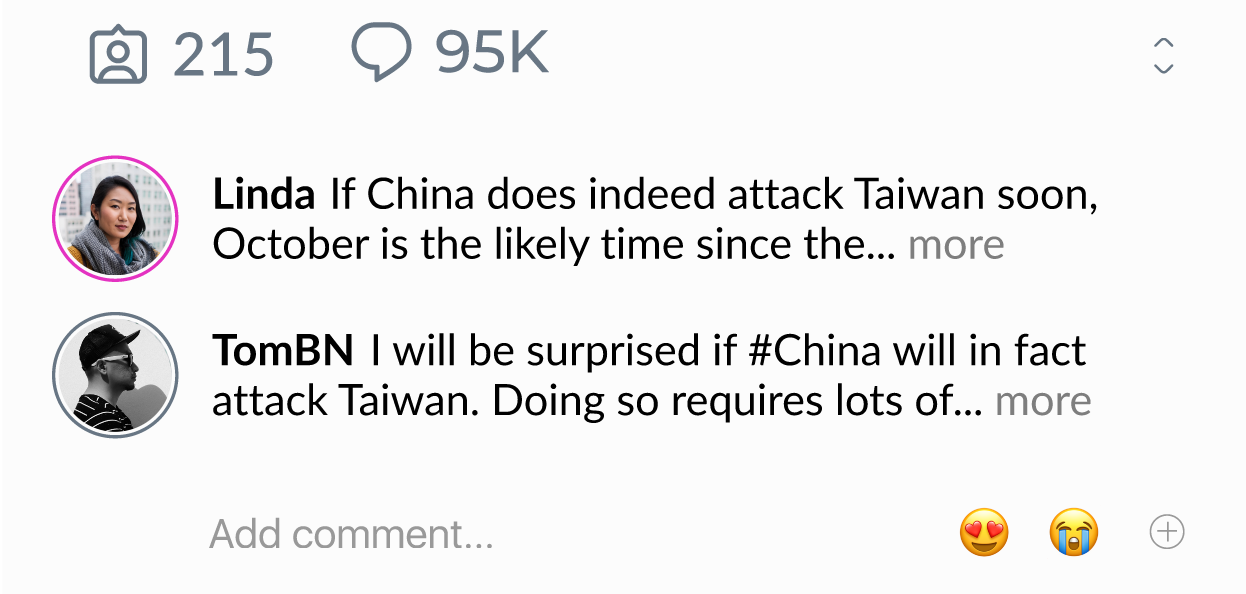 215 95K
Linda If China does indeed attack Taiwan soon,
October is the likely time since the... more
TomBN I will be surprised if #China will in fact
attack Taiwan. Doing so requires lots of... more
Add comment...